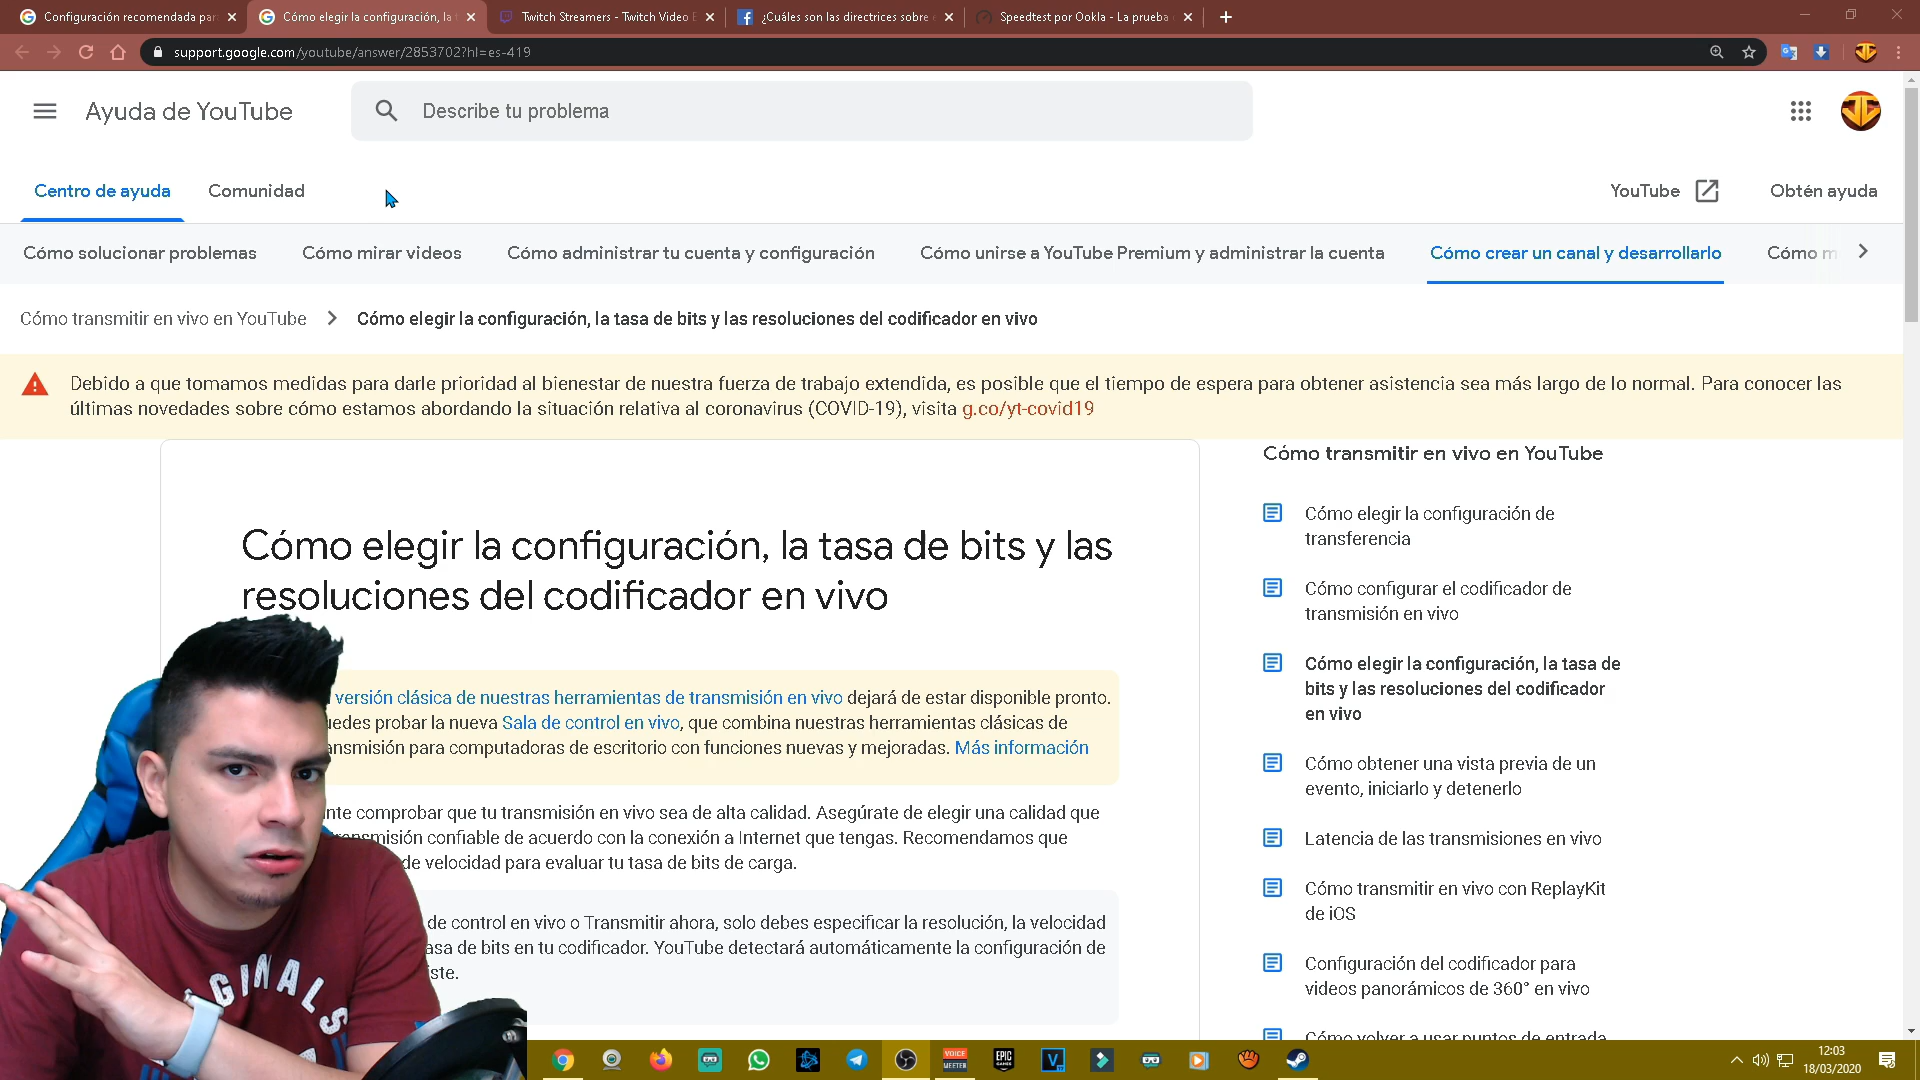 Configuración recomendada par
Cómo elegir la configuración, la t
Twitch Streamers - Twitch Video E
¿Cuáles son las directrices sobre e
Speedtest por Ookla - La prueba
support.google.com/youtube/answer/2853702?hl=es-419
Ayuda de YouTube
Describe tu problema
Centro de ayuda
Comunidad
YouTube
Obtén ayuda
Cómo solucionar problemas
Cómo mirar videos
Cómo administrar tu cuenta y configuración
Cómo unirse a YouTube Premium y administrar la cuenta
Cómo crear un canal y desarrollarlo
Cómo m
Cómo transmitir en vivo en YouTube
Cómo elegir la configuración, la tasa de bits y las resoluciones del codificador en vivo
Debido a que tomamos medidas para darle prioridad al bienestar de nuestra fuerza de trabajo extendida, es posible que el tiempo de espera para obtener asistencia sea más largo de lo normal. Para conocer las
últimas novedades sobre cómo estamos abordando la situación relativa al coronavirus (COVID-19), visita g.co/yt-covid19
Cómo elegir la configuración, la tasa de bits y las
resoluciones del codificador en vivo
versión clásica de nuestras herramientas de transmisión en vivo dejará de estar disponible pronto.
uedes probar la nueva Sala de control en vivo, que combina nuestras herramientas clásicas de
ansmisión para computadoras de escritorio con funciones nuevas y mejoradas. Más información
nte comprobar que tu transmisión en vivo sea de alta calidad. Asegúrate de elegir una calidad que
transmisión confiable de acuerdo con la conexión a Internet que tengas. Recomendamos que
de velocidad para evaluar tu tasa de bits de carga.
de control en vivo o Transmitir ahora, solo debes especificar la resolución, la velocidad
asa de bits en tu codificador. YouTube detectará automáticamente la configuración de
iste.
Cómo transmitir en vivo en YouTube
Cómo elegir la configuración de
transferencia
Cómo configurar el codificador de
transmisión en vivo
Cómo elegir la configuración, la tasa de
bits y las resoluciones del codificador
en vivo
Cómo obtener una vista previa de un
evento, iniciarlo y detenerlo
Latencia de las transmisiones en vivo
Cómo transmitir en vivo con ReplayKit
de iOS
Configuración del codificador para
videos panorámicos de 360° en vivo
Cómo volver a usar puntos de entrada
VOICE
MEETER
EPIC
GAMES
12:03
18/03/2020